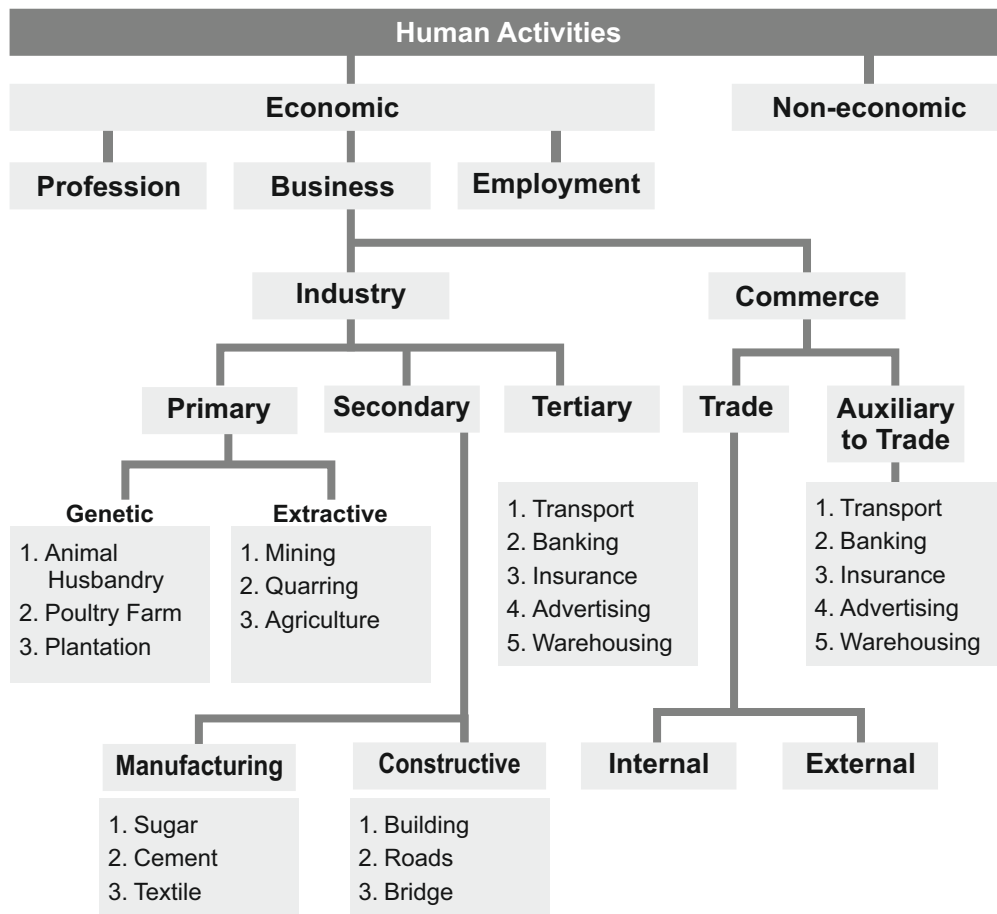 Human Activities
Economic
Non-economic
Profession
Business
Employment
Industry
Commerce
Primary
Secondary
Tertiary
Trade
Auxiliary
to Trade
Genetic
1. Animal
Husbandry
2. Poultry Farm
3. Plantation
Extractive
1. Mining
2. Quarring
3. Agriculture
1. Transport
2. Banking
3. Insurance
4. Advertising
5. Warehousing
1. Transport
2. Banking
3. Insurance
4. Advertising
5. Warehousing
Manufacturing
1. Sugar
2. Cement
3. Textile
Constructive
1. Building
2. Roads
3. Bridge
Internal
External